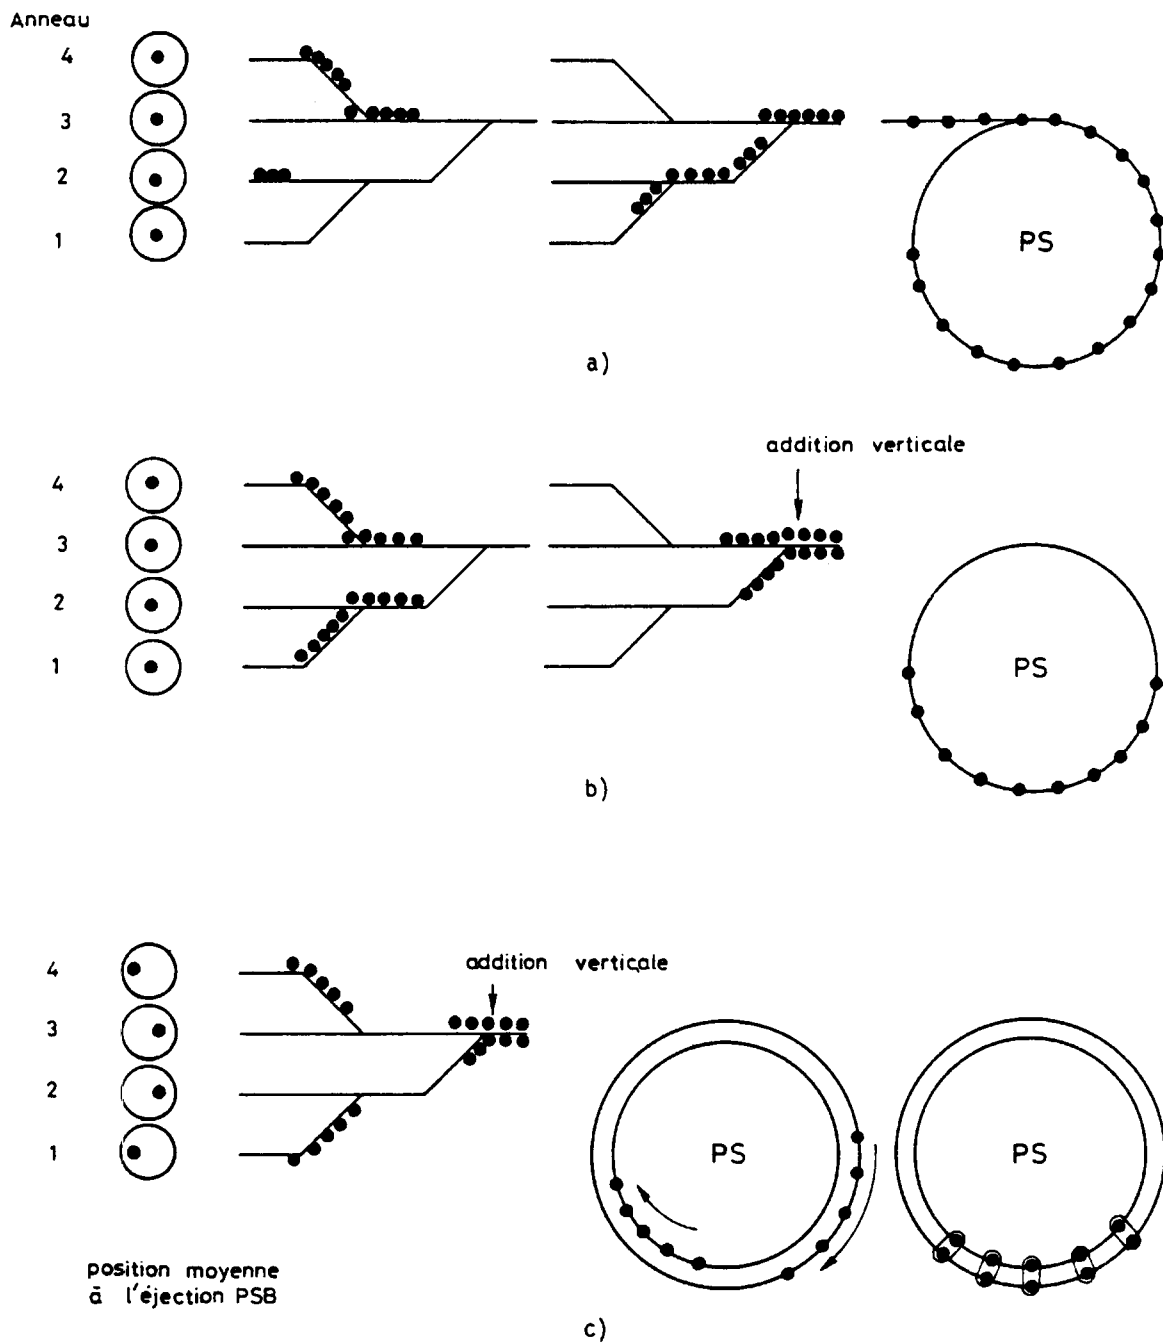 Anneau
4
3
2
1
PS
a)
addition verticale
4
3
2
1
PS
b)
addition verticale
4
3
2
1
PS
PS
position moyenne
à l'éjection PSB
c)